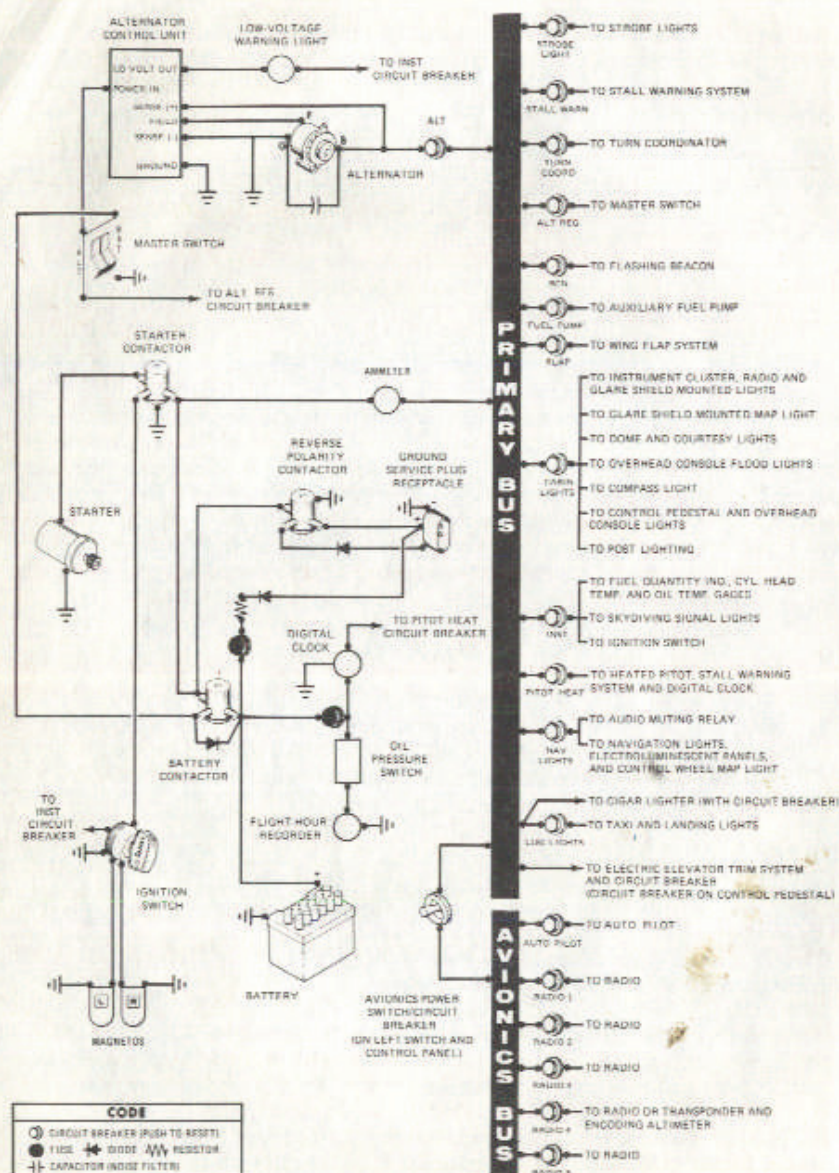 ALTERNATOR
CONTROL UNIT
LOW-VOLTAGE
WARNING LIGHT
LO VOLT OUT
POWER IN
SENSE (+)
FIELD
SENSE (-)
GROUND
TO INST
CIRCUIT BREAKER
F
G
B
ALT
ALTERNATOR
BAT
ALT
MASTER SWITCH
TO ALT REG
CIRCUIT BREAKER
STARTER
CONTACTOR
AMMETER
REVERSE
POLARITY
CONTACTOR
GROUND
SERVICE PLUG
RECEPTACLE
STARTER
DIGITAL
CLOCK
TO PITOT HEAT
CIRCUIT BREAKER
BATTERY
CONTACTOR
OIL
PRESSURE
SWITCH
FLIGHT HOUR
RECORDER
TO
INST
CIRCUIT
BREAKER
IGNITION
SWITCH
L
R
MAGNETOS
BATTERY
AVIONICS POWER
SWITCH/CIRCUIT
BREAKER
(ON LEFT SWITCH AND
CONTROL PANEL)
PRIMARY BUS
AVIONICS BUS
STROBE
LIGHT
TO STROBE LIGHTS
STALL WARN
TO STALL WARNING SYSTEM
TURN
COORD
TO TURN COORDINATOR
ALT REG
TO MASTER SWITCH
BCN
TO FLASHING BEACON
FUEL PUMP
TO AUXILIARY FUEL PUMP
FLAP
TO WING FLAP SYSTEM
CABIN
LIGHTS
TO INSTRUMENT CLUSTER, RADIO AND
GLARE SHIELD MOUNTED LIGHTS
TO GLARE SHIELD MOUNTED MAP LIGHT
TO DOME AND COURTESY LIGHTS
TO OVERHEAD CONSOLE FLOOD LIGHTS
TO COMPASS LIGHT
TO CONTROL PEDESTAL AND OVERHEAD
CONSOLE LIGHTS
TO POST LIGHTING
INST
TO FUEL QUANTITY IND., CYL. HEAD
TEMP. AND OIL TEMP. GAGES
TO SKYDIVING SIGNAL LIGHTS
TO IGNITION SWITCH
PITOT HEAT
TO HEATED PITOT, STALL WARNING
SYSTEM AND DIGITAL CLOCK
NAV
LIGHTS
TO AUDIO MUTING RELAY
TO NAVIGATION LIGHTS,
ELECTROLUMINESCENT PANELS,
AND CONTROL WHEEL MAP LIGHT
TO CIGAR LIGHTER (WITH CIRCUIT BREAKER)
LDG LIGHTS
TO TAXI AND LANDING LIGHTS
TO ELECTRIC ELEVATOR TRIM SYSTEM
AND CIRCUIT BREAKER
(CIRCUIT BREAKER ON CONTROL PEDESTAL)
AUTO PILOT
TO AUTO PILOT
RADIO 1
TO RADIO
RADIO 2
TO RADIO
RADIO 3
TO RADIO
RADIO 4
TO RADIO OR TRANSPONDER AND
ENCODING ALTIMETER
TO RADIO
CODE
CIRCUIT BREAKER (PUSH TO RESET)
FUSE DIODE RESISTOR
CAPACITOR (NOISE FILTER)